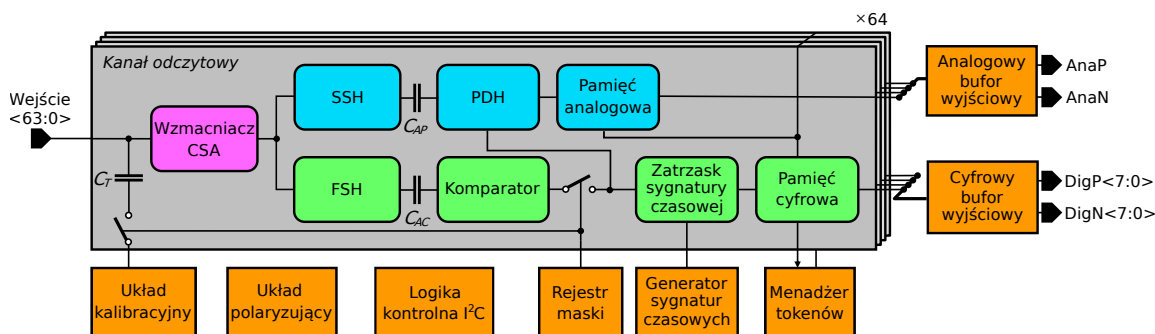 ×64
Kanał odczytowy
Wejście
<63:0>
Wzmacniacz
CSA
SSH
C_AP
PDH
Pamięć
analogowa
Analogowy
bufor
wyjściowy
AnaP
AnaN
C_T
FSH
C_AC
Komparator
Zatrzask
sygnatury
czasowej
Pamięć
cyfrowa
Cyfrowy
bufor
wyjściowy
DigP<7:0>
DigN<7:0>
Układ
kalibracyjny
Układ
polaryzujący
Logika
kontrolna I²C
Rejestr
maski
Generator
sygnatur
czasowych
Menadżer
tokenów